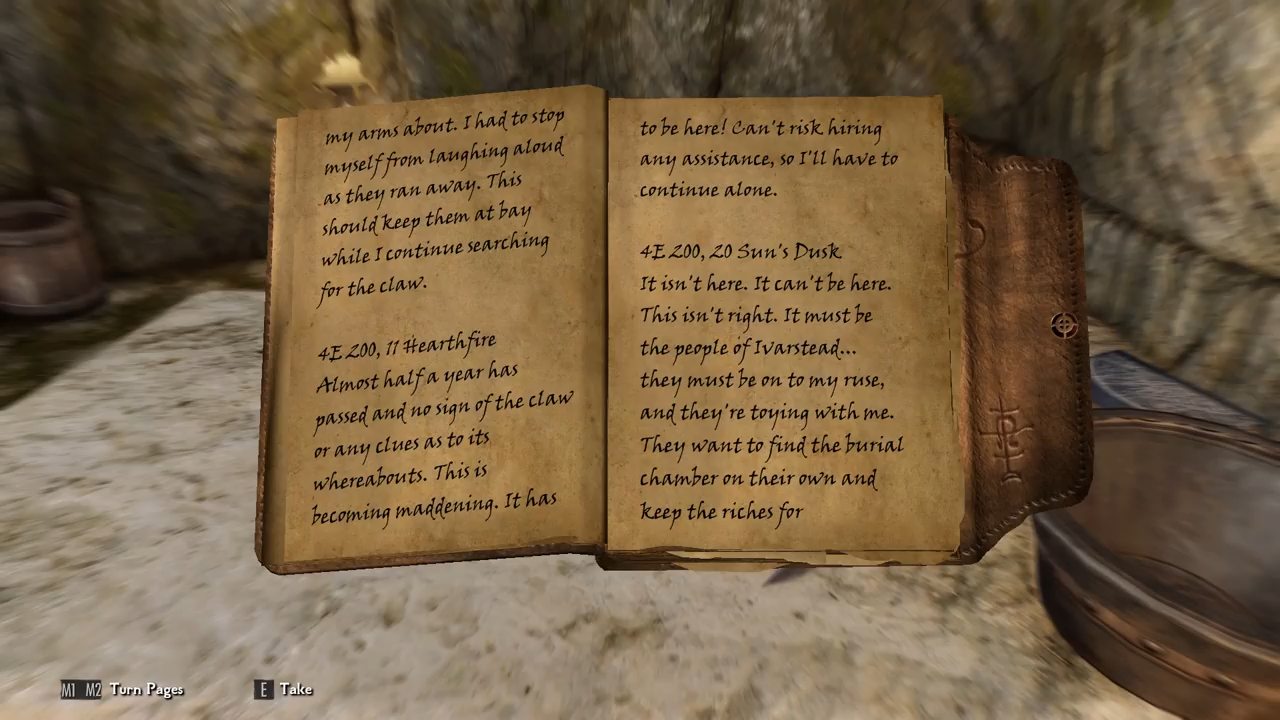 my arms about. I had to stop
myself from laughing aloud
as they ran away. This
should keep them at bay
while I continue searching
for the claw.
4E 200, 11 Hearthfire
Almost half a year has
passed and no sign of the claw
or any clues as to its
whereabouts. This is
becoming maddening. It has
to be here! Can't risk hiring
any assistance, so I'll have to
continue alone.
4E 200, 20 Sun's Dusk
It isn't here. It can't be here.
This isn't right. It must be
the people of Ivarstead...
they must be on to my ruse,
and they're toying with me.
They want to find the burial
chamber on their own and
keep the riches for
M1 M2 Turn Pages
E Take